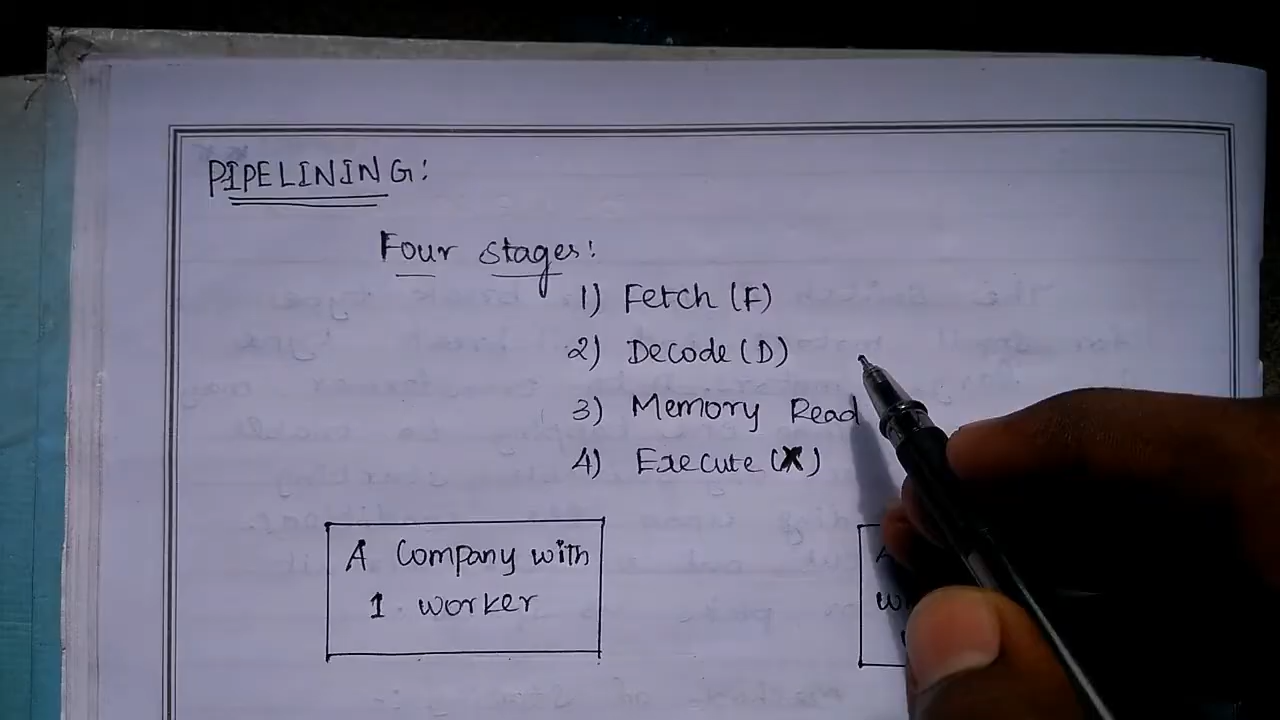 PIPELINING:
Four stages:
1) Fetch (F)
2) Decode (D)
3) Memory Read
4) Execute (X)
A Company with
1 worker